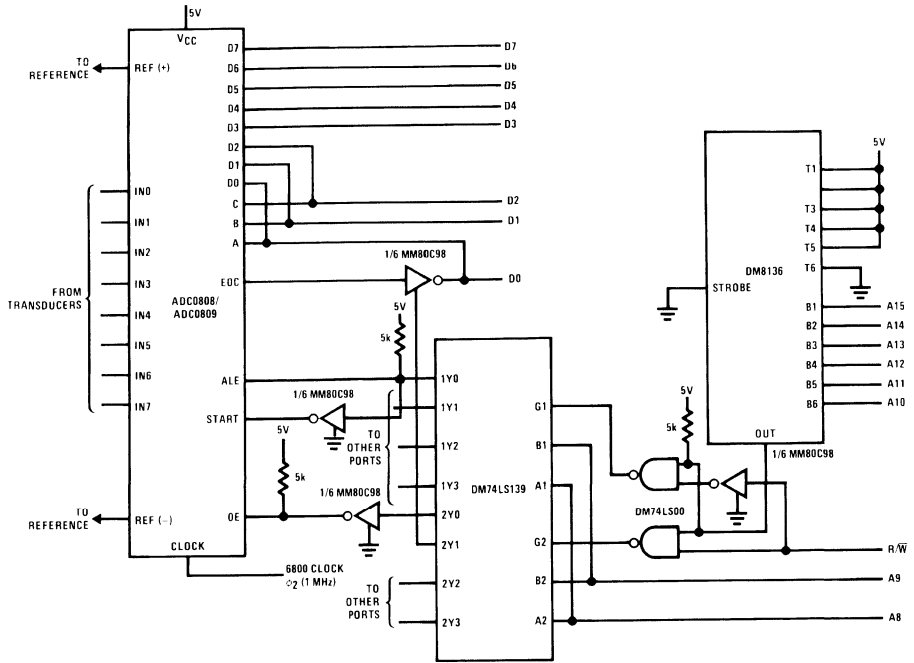 5V
VCC
TO
REFERENCE
REF (+)
D7
D6
D5
D4
D3
D2
D1
D0
C
B
A
D7
D6
D5
D4
D3
D2
D1
D0
FROM
TRANSDUCERS
IN0
IN1
IN2
IN3
IN4
IN5
IN6
IN7
ADC0808/
ADC0809
EOC
1/6 MM80C98
5V
5k
ALE
START
1/6 MM80C98
5V
5k
1/6 MM80C98
OE
TO
REFERENCE
REF (−)
CLOCK
6800 CLOCK
ϕ2 (1 MHz)
1Y0
1Y1
1Y2
1Y3
2Y0
2Y1
2Y2
2Y3
TO
OTHER
PORTS
TO
OTHER
PORTS
DM74LS139
G1
B1
A1
G2
B2
A2
5V
5k
DM74LS00
1/6 MM80C98
5V
T1
T3
T4
T5
T6
DM8136
STROBE
B1
B2
B3
B4
B5
B6
OUT
A15
A14
A13
A12
A11
A10
R/W̅
A9
A8